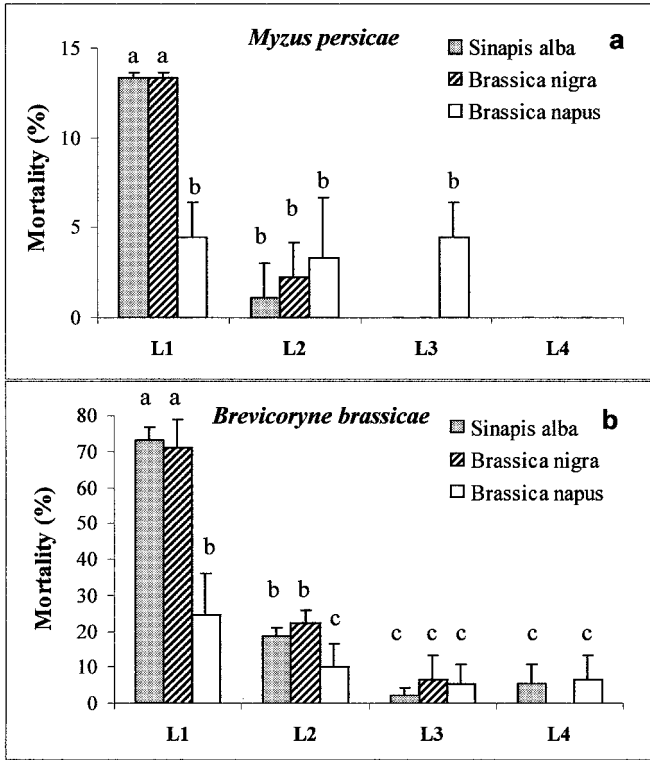 Myzus persicae
a
Sinapis alba
Brassica nigra
Brassica napus
Mortality (%)
15
10
5
0
a a b
b b b
b
L1 L2 L3 L4
Brevicoryne brassicae
b
Sinapis alba
Brassica nigra
Brassica napus
Mortality (%)
80
70
60
50
40
30
20
10
0
a a b
b b c
c c c
c c
L1 L2 L3 L4